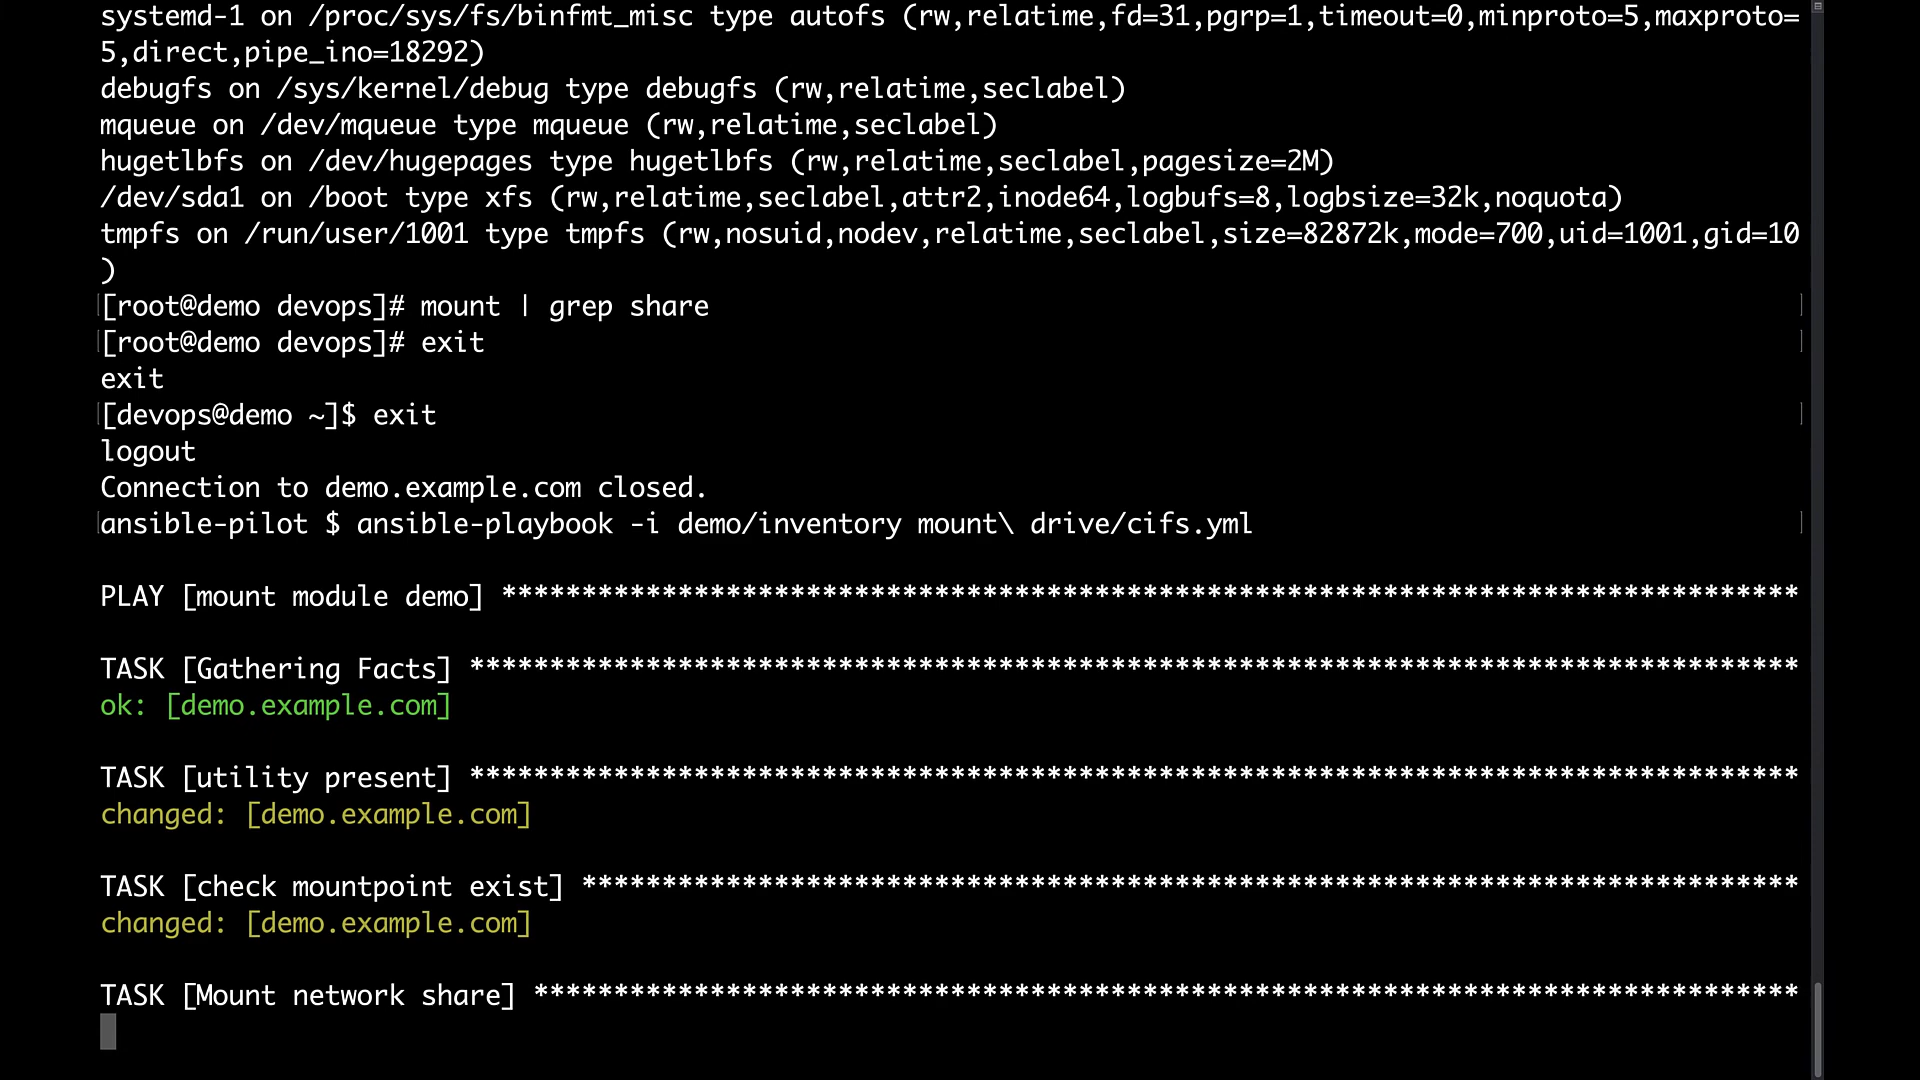 systemd-1 on /proc/sys/fs/binfmt_misc type autofs (rw,relatime,fd=31,pgrp=1,timeout=0,minproto=5,maxproto=
5,direct,pipe_ino=18292)
debugfs on /sys/kernel/debug type debugfs (rw,relatime,seclabel)
mqueue on /dev/mqueue type mqueue (rw,relatime,seclabel)
hugetlbfs on /dev/hugepages type hugetlbfs (rw,relatime,seclabel,pagesize=2M)
/dev/sda1 on /boot type xfs (rw,relatime,seclabel,attr2,inode64,logbufs=8,logbsize=32k,noquota)
tmpfs on /run/user/1001 type tmpfs (rw,nosuid,nodev,relatime,seclabel,size=82872k,mode=700,uid=1001,gid=10
)
[root@demo devops]# mount | grep share
[root@demo devops]# exit
exit
[devops@demo ~]$ exit
logout
Connection to demo.example.com closed.
ansible-pilot $ ansible-playbook -i demo/inventory mount\ drive/cifs.yml
PLAY [mount module demo] *********************************************************************************
TASK [Gathering Facts] ***********************************************************************************
ok: [demo.example.com]
TASK [utility present] ***********************************************************************************
changed: [demo.example.com]
TASK [check mountpoint exist] ****************************************************************************
changed: [demo.example.com]
TASK [Mount network share] *******************************************************************************